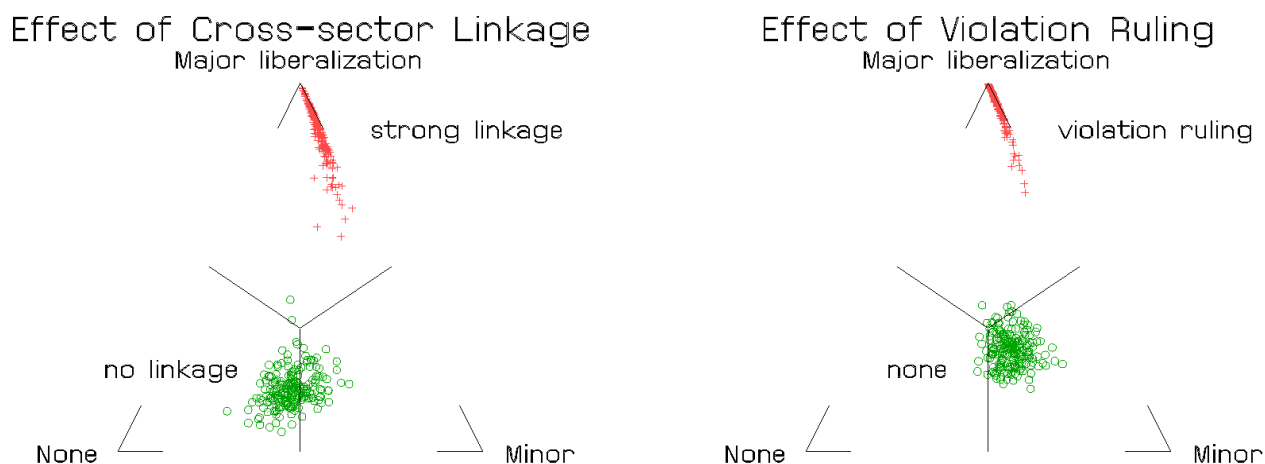 Effect of Cross-sector Linkage
Major liberalization
strong linkage
no linkage
None
Minor
Effect of Violation Ruling
Major liberalization
violation ruling
none
None
Minor